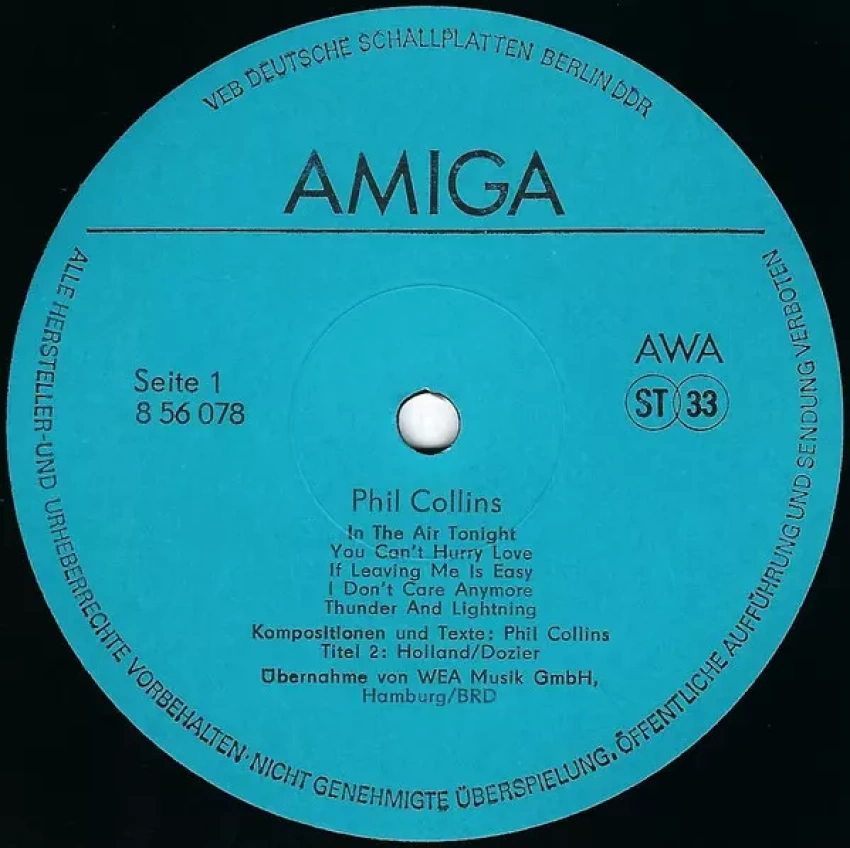 VEB DEUTSCHE SCHALLPLATTEN BERLIN DDR
AMIGA
Seite 1
8 56 078
AWA
ST 33
Phil Collins
In The Air Tonight
You Can't Hurry Love
If Leaving Me Is Easy
I Don't Care Anymore
Thunder And Lightning
Kompositionen und Texte: Phil Collins
Titel 2: Holland/Dozier
Übernahme von WEA Musik GmbH,
Hamburg/BRD
ALLE HERSTELLER-UND URHEBERRECHTE VORBEHALTEN·NICHT GENEHMIGTE ÜBERSPIELUNG. ÖFFENTLICHE AUFFÜHRUNG UND SENDUNG VERBOTEN